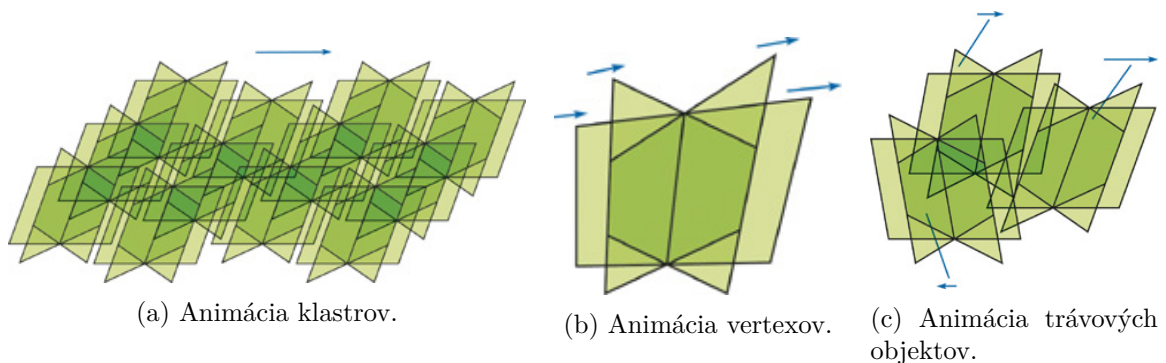 (a) Animácia klastrov.
(b) Animácia vertexov.
(c) Animácia trávových
objektov.